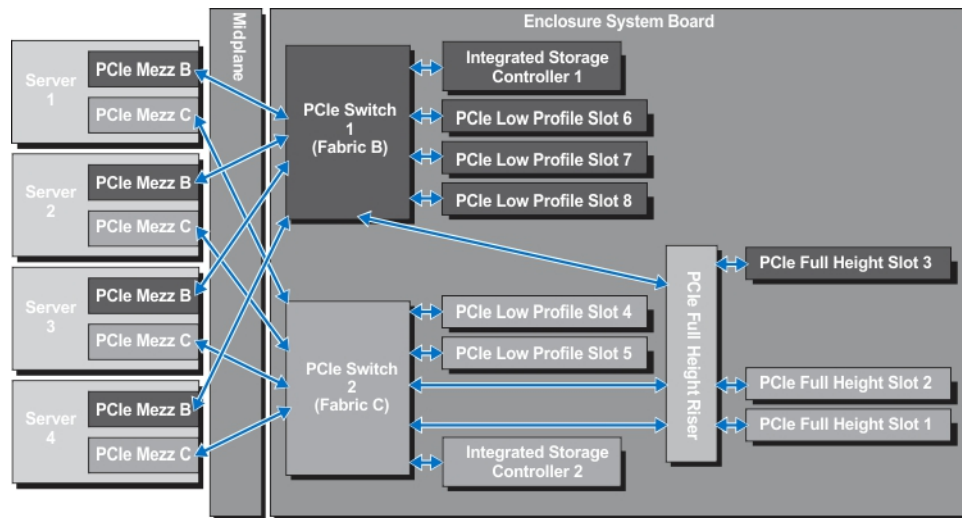 Enclosure System Board
Midplane
Server
1
PCIe Mezz B
PCIe Mezz C
Server
2
PCIe Mezz B
PCIe Mezz C
Server
3
PCIe Mezz B
PCIe Mezz C
Server
4
PCIe Mezz B
PCIe Mezz C
PCIe Switch
1
(Fabric B)
Integrated Storage
Controller 1
PCIe Low Profile Slot 6
PCIe Low Profile Slot 7
PCIe Low Profile Slot 8
PCIe Switch
2
(Fabric C)
PCIe Low Profile Slot 4
PCIe Low Profile Slot 5
Integrated Storage
Controller 2
PCIe Full Height Riser
PCIe Full Height Slot 3
PCIe Full Height Slot 2
PCIe Full Height Slot 1